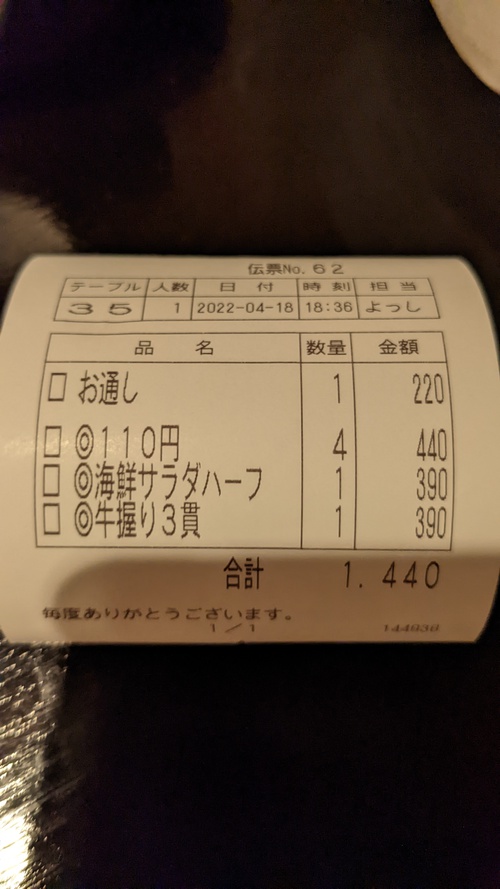 伝票No.62
テーブル 人数 日付 時刻 担当
35 1 2022-04-18 18:36 よっし
品名 数量 金額
□ お通し 1 220
□ ◎110円 4 440
□ ◎海鮮サラダハーフ 1 390
□ ◎牛握り3貫 1 390
合計 1.440
毎度ありがとうございます。
1/1 144938